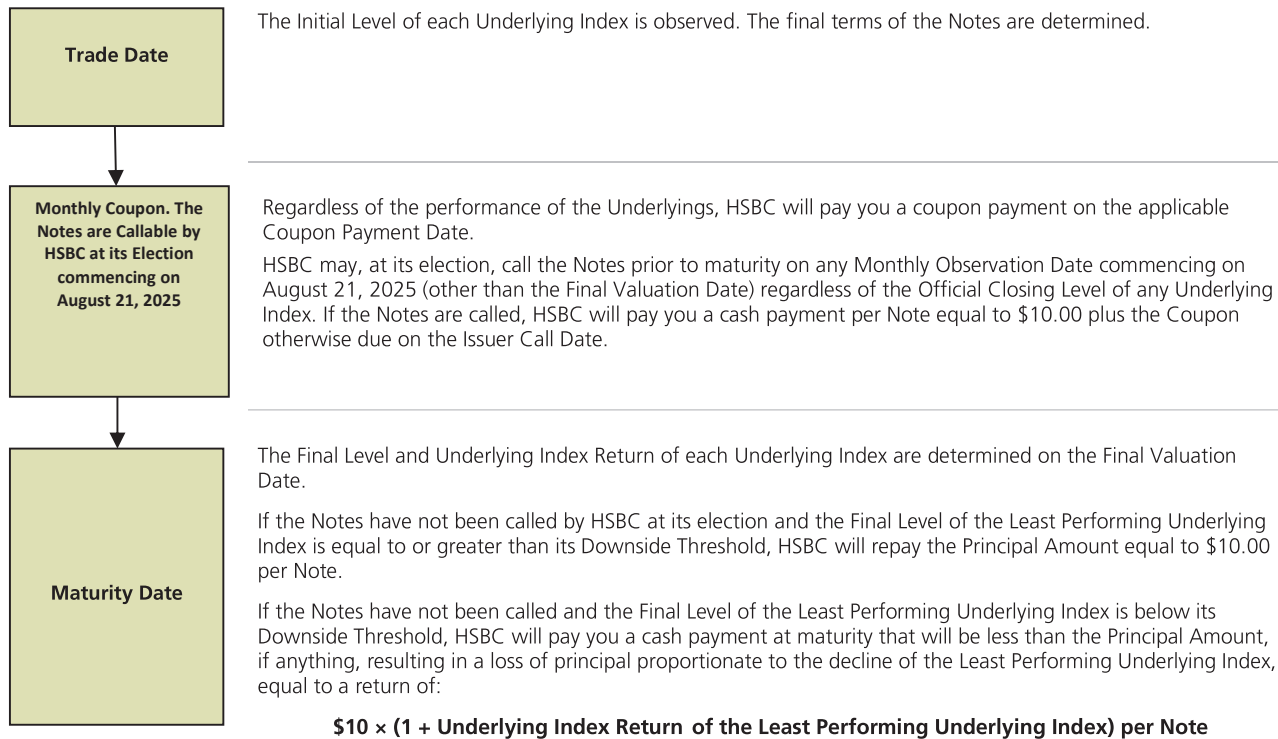 Trade Date
The Initial Level of each Underlying Index is observed. The final terms of the Notes are determined.
Monthly Coupon. The
Notes are Callable by
HSBC at its Election
commencing on
August 21, 2025
Regardless of the performance of the Underlyings, HSBC will pay you a coupon payment on the applicable
Coupon Payment Date.
HSBC may, at its election, call the Notes prior to maturity on any Monthly Observation Date commencing on
August 21, 2025 (other than the Final Valuation Date) regardless of the Official Closing Level of any Underlying
Index. If the Notes are called, HSBC will pay you a cash payment per Note equal to $10.00 plus the Coupon
otherwise due on the Issuer Call Date.
Maturity Date
The Final Level and Underlying Index Return of each Underlying Index are determined on the Final Valuation
Date.
If the Notes have not been called by HSBC at its election and the Final Level of the Least Performing Underlying
Index is equal to or greater than its Downside Threshold, HSBC will repay the Principal Amount equal to $10.00
per Note.
If the Notes have not been called and the Final Level of the Least Performing Underlying Index is below its
Downside Threshold, HSBC will pay you a cash payment at maturity that will be less than the Principal Amount,
if anything, resulting in a loss of principal proportionate to the decline of the Least Performing Underlying Index,
equal to a return of:
$10 × (1 + Underlying Index Return of the Least Performing Underlying Index) per Note